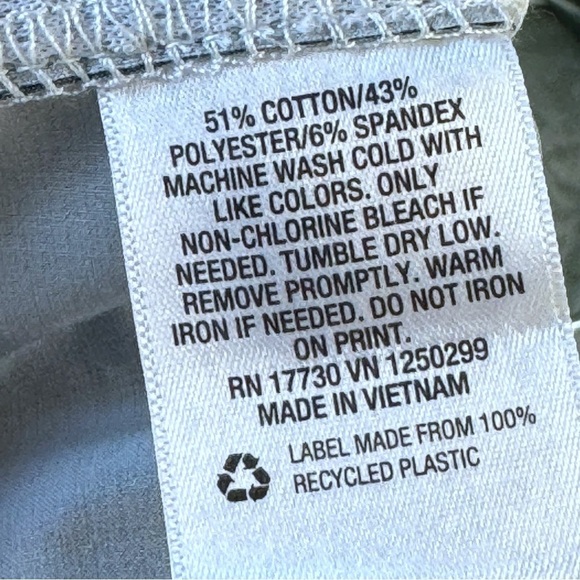 51% COTTON/43%
POLYESTER/6% SPANDEX
MACHINE WASH COLD WITH
LIKE COLORS. ONLY
NON-CHLORINE BLEACH IF
NEEDED. TUMBLE DRY LOW.
REMOVE PROMPTLY. WARM
IRON IF NEEDED. DO NOT IRON
ON PRINT.
RN 17730 VN 1250299
MADE IN VIETNAM
LABEL MADE FROM 100%
RECYCLED PLASTIC